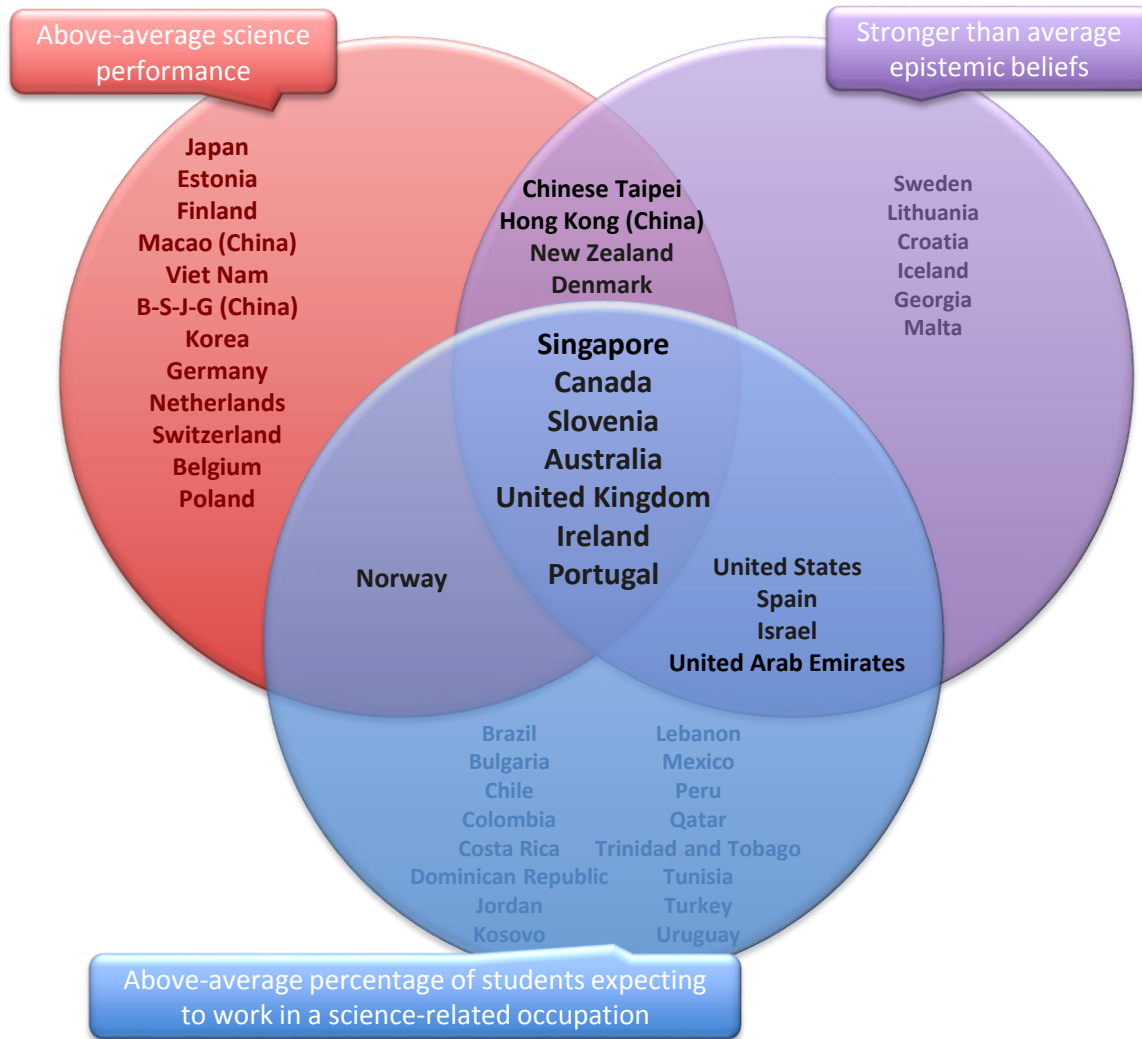 Above-average science
performance
Stronger than average
epistemic beliefs
Japan
Estonia
Finland
Macao (China)
Viet Nam
B-S-J-G (China)
Korea
Germany
Netherlands
Switzerland
Belgium
Poland
Chinese Taipei
Hong Kong (China)
New Zealand
Denmark
Sweden
Lithuania
Croatia
Iceland
Georgia
Malta
Singapore
Canada
Slovenia
Australia
United Kingdom
Ireland
Portugal
Norway
United States
Spain
Israel
United Arab Emirates
Brazil
Bulgaria
Chile
Colombia
Costa Rica
Dominican Republic
Jordan
Kosovo
Lebanon
Mexico
Peru
Qatar
Trinidad and Tobago
Tunisia
Turkey
Uruguay
Above-average percentage of students expecting
to work in a science-related occupation